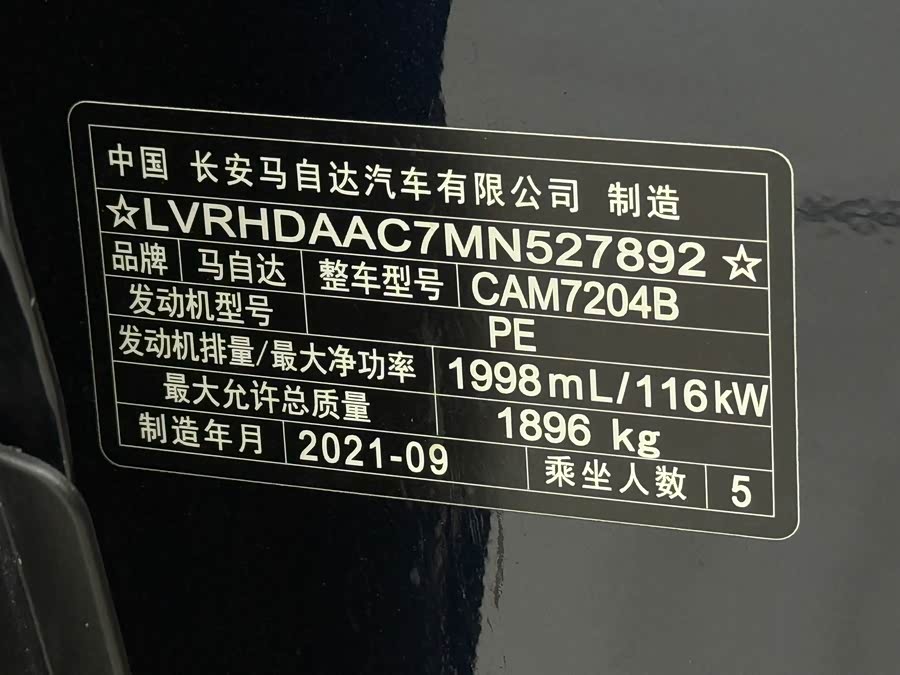 中国 长安马自达汽车有限公司 制造
☆LVRHDAAC7MN527892☆
品牌 马自达 整车型号 CAM7204B
发动机型号 PE
发动机排量/最大净功率 1998mL/116kW
最大允许总质量 1896 kg
制造年月 2021-09 乘坐人数 5